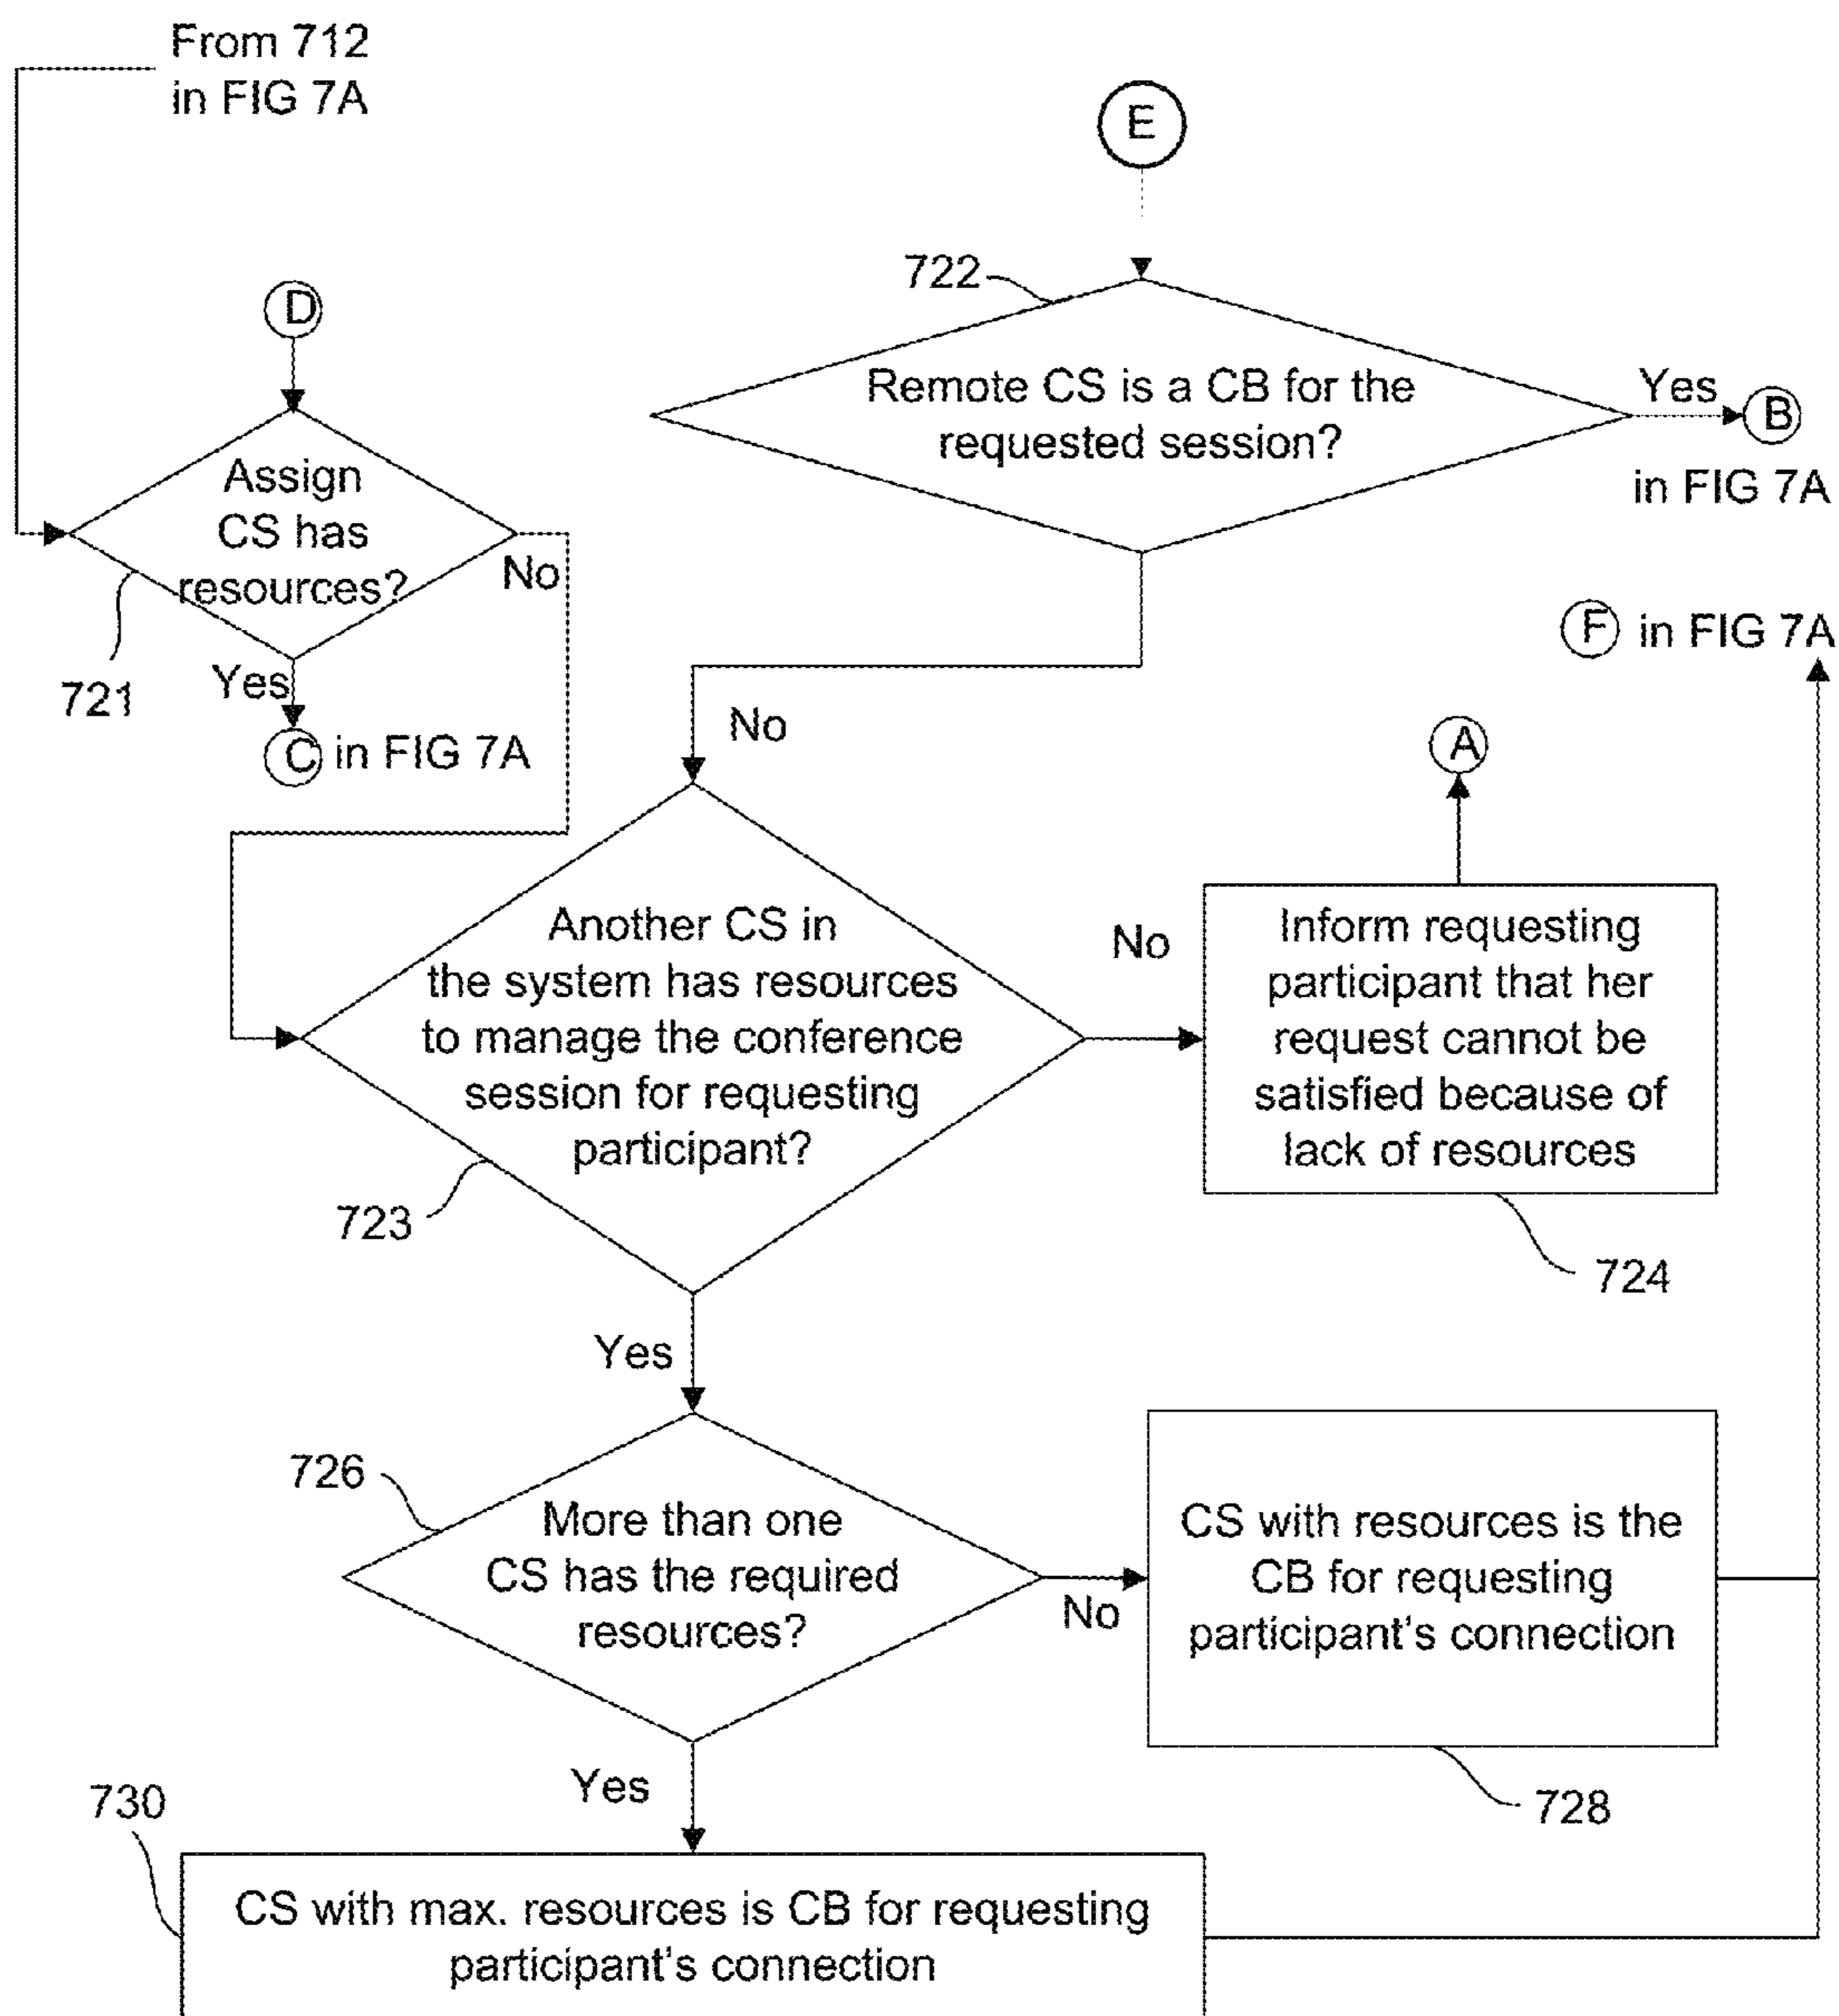 From 712
in FIG 7A
E
722
D
Remote CS is a CB for the
requested session?
Yes
B
in FIG 7A
Assign
CS has
resources?
No
721
Yes
C in FIG 7A
F in FIG 7A
No
A
Another CS in
the system has resources
to manage the conference
session for requesting
participant?
No
723
Inform requesting
participant that her
request cannot be
satisfied because of
lack of resources
724
Yes
726
More than one
CS has the required
resources?
No
CS with resources is the
CB for requesting
participant's connection
728
Yes
730
CS with max. resources is CB for requesting
participant's connection